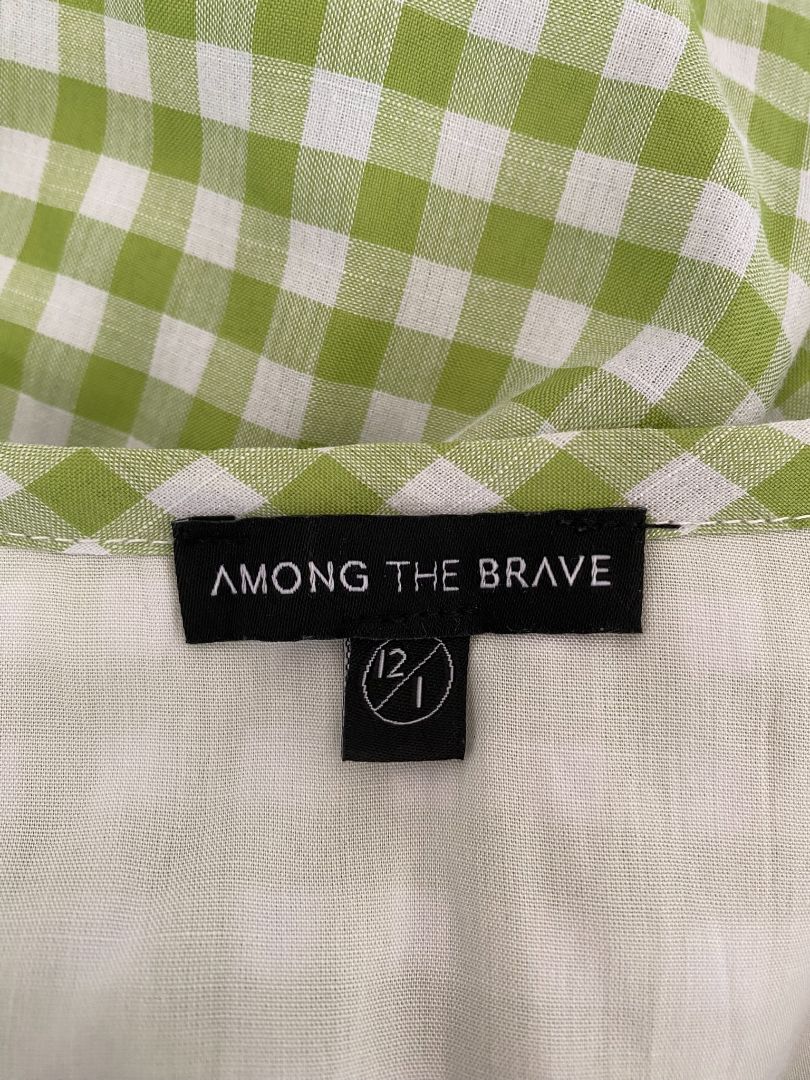 AMONG THE BRAVE
12/1